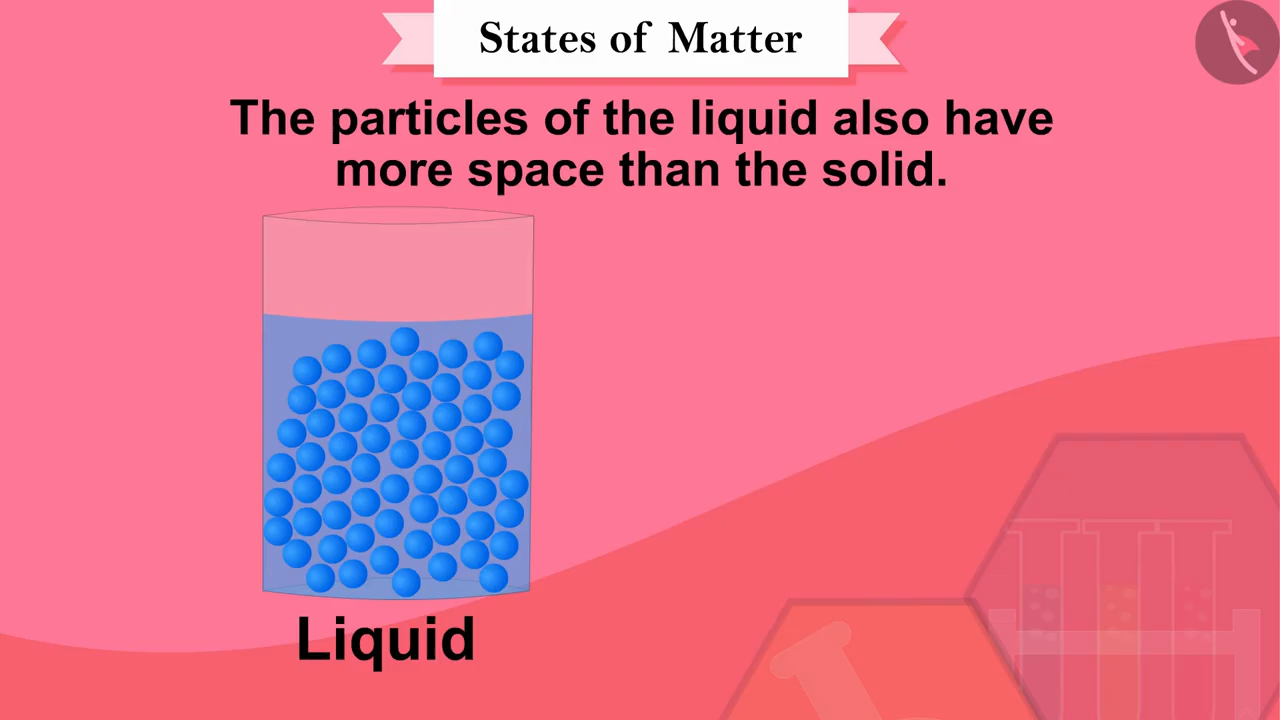 States of Matter
The particles of the liquid also have
more space than the solid.
Liquid